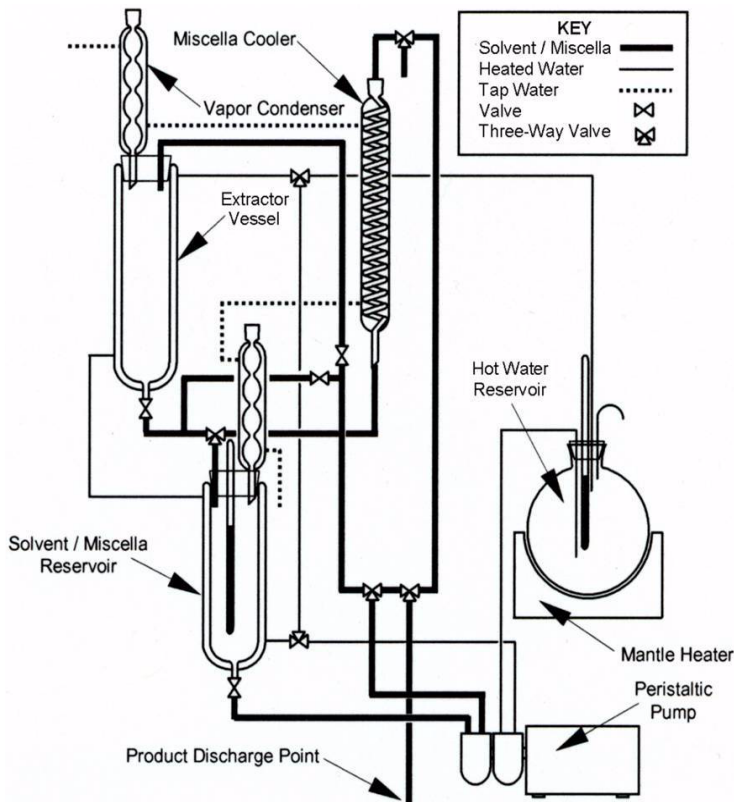 KEY
Solvent / Miscella
Heated Water
Tap Water
Valve
Three-Way Valve
Miscella Cooler
Vapor Condenser
Extractor
Vessel
Hot Water
Reservoir
Solvent / Miscella
Reservoir
Mantle Heater
Peristaltic
Pump
Product Discharge Point